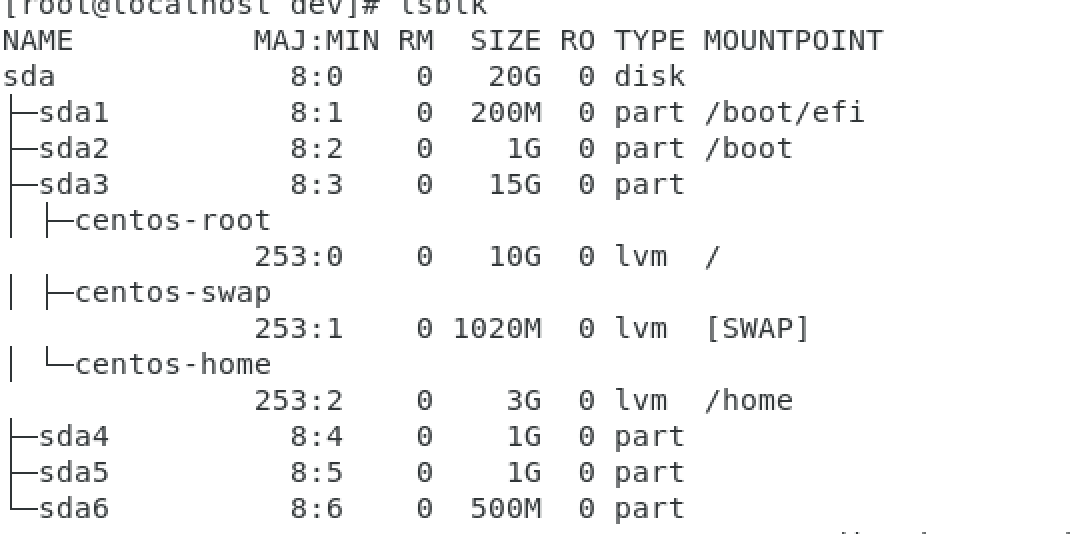 [root@localhost dev]# lsblk
NAME          MAJ:MIN RM  SIZE RO TYPE MOUNTPOINT
sda             8:0    0   20G  0 disk
├─sda1          8:1    0  200M  0 part /boot/efi
├─sda2          8:2    0    1G  0 part /boot
├─sda3          8:3    0   15G  0 part
│ ├─centos-root
              253:0    0   10G  0 lvm  /
│ ├─centos-swap
              253:1    0 1020M  0 lvm  [SWAP]
│ └─centos-home
              253:2    0    3G  0 lvm  /home
├─sda4          8:4    0    1G  0 part
├─sda5          8:5    0    1G  0 part
└─sda6          8:6    0  500M  0 part